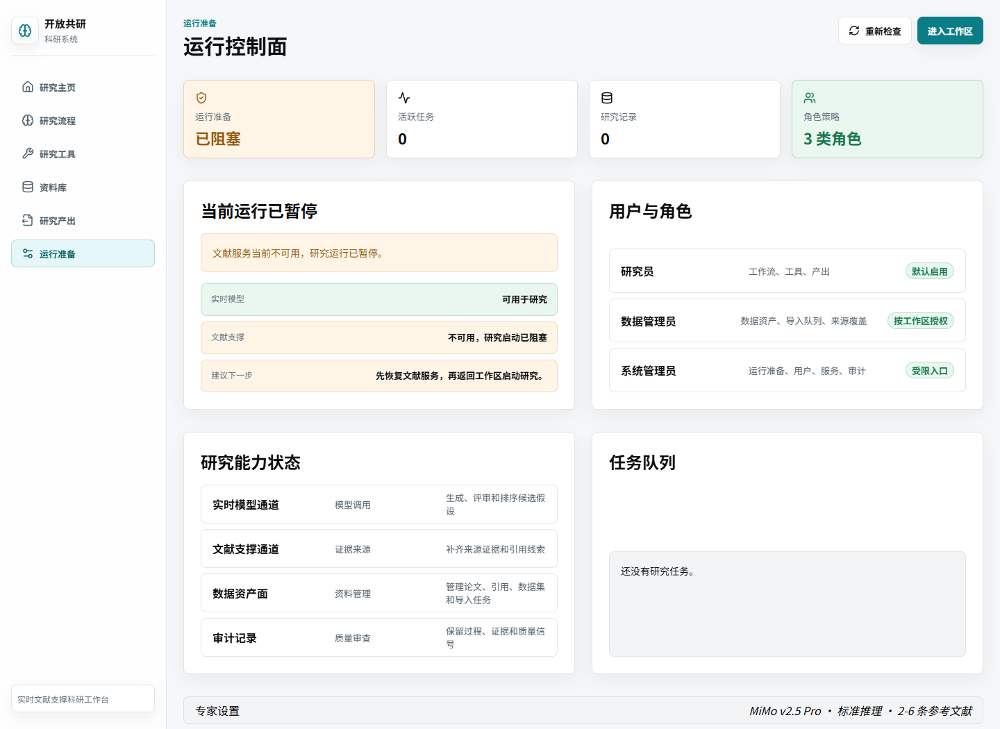 开放共研
科研系统
研究主页
研究流程
研究工具
资料库
研究产出
运行准备
实时文献支撑科研工作台
运行准备
运行控制面
重新检查
进入工作区
运行准备
已阻塞
活跃任务
0
研究记录
0
角色策略
3 类角色
当前运行已暂停
文献服务当前不可用，研究运行已暂停。
实时模型 可用于研究
文献支撑 不可用，研究启动已阻塞
建议下一步 先恢复文献服务，再返回工作区启动研究。
用户与角色
研究员 工作流、工具、产出 默认启用
数据管理员 数据资产、导入队列、来源覆盖 按工作区授权
系统管理员 运行准备、用户、服务、审计 受限入口
研究能力状态
实时模型通道 模型调用 生成、评审和排序候选假
设
文献支撑通道 证据来源 补齐来源证据和引用线索
数据资产面 资料管理 管理论文、引用、数据集
和导入任务
审计记录 质量审查 保留过程、证据和质量信
号
任务队列
还没有研究任务。
专家设置 MiMo v2.5 Pro · 标准推理 · 2-6 条参考文献